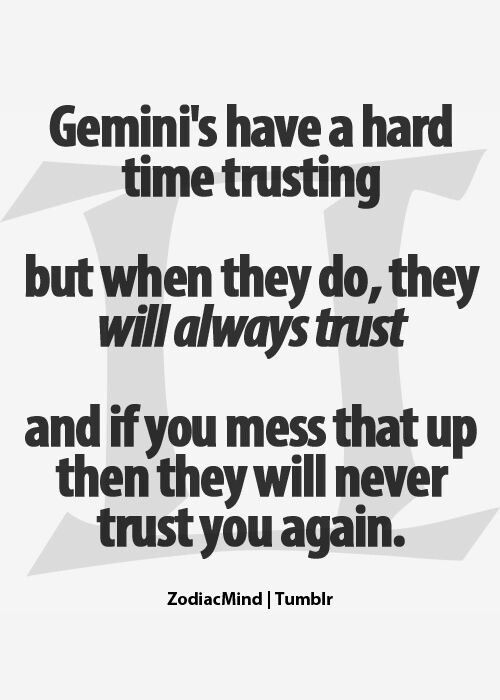 Gemini's have a hard
time trusting
but when they do, they
will always trust
and if you mess that up
then they will never
trust you again.
ZodiacMind | Tumblr